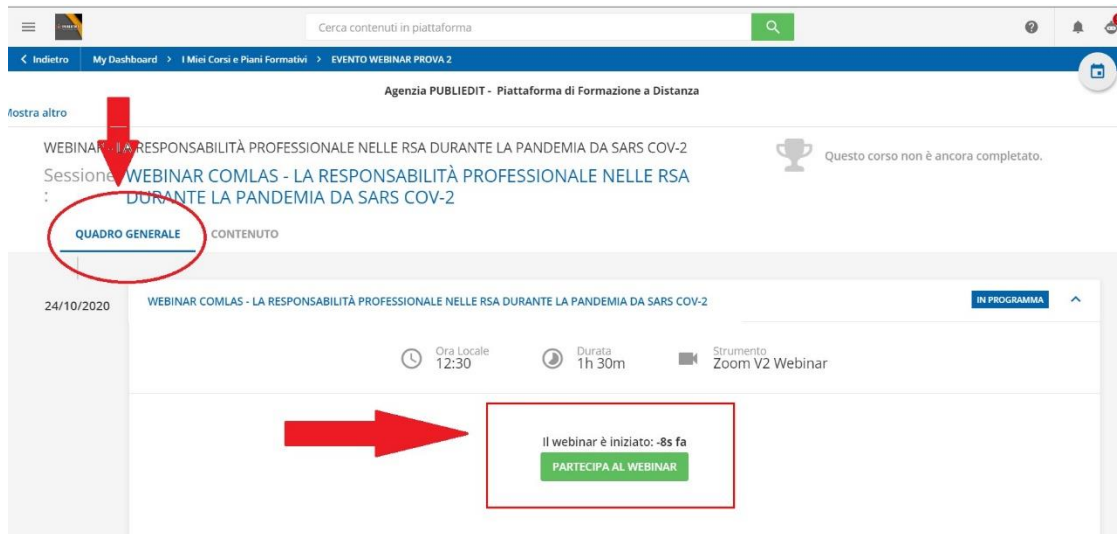 Cerca contenuti in piattaforma
Indietro My Dashboard > I Miei Corsi e Piani Formativi > EVENTO WEBINAR PROVA 2
Agenzia PUBLIEDIT - Piattaforma di Formazione a Distanza
Mostra altro
WEBINAR - LA RESPONSABILITÀ PROFESSIONALE NELLE RSA DURANTE LA PANDEMIA DA SARS COV-2
Questo corso non è ancora completato.
Sessione WEBINAR COMLAS - LA RESPONSABILITÀ PROFESSIONALE NELLE RSA
: DURANTE LA PANDEMIA DA SARS COV-2
QUADRO GENERALE CONTENUTO
24/10/2020
WEBINAR COMLAS - LA RESPONSABILITÀ PROFESSIONALE NELLE RSA DURANTE LA PANDEMIA DA SARS COV-2
IN PROGRAMMA
Ora Locale
12:30
Durata
1h 30m
Strumento
Zoom V2 Webinar
Il webinar è iniziato: -8s fa
PARTECIPA AL WEBINAR